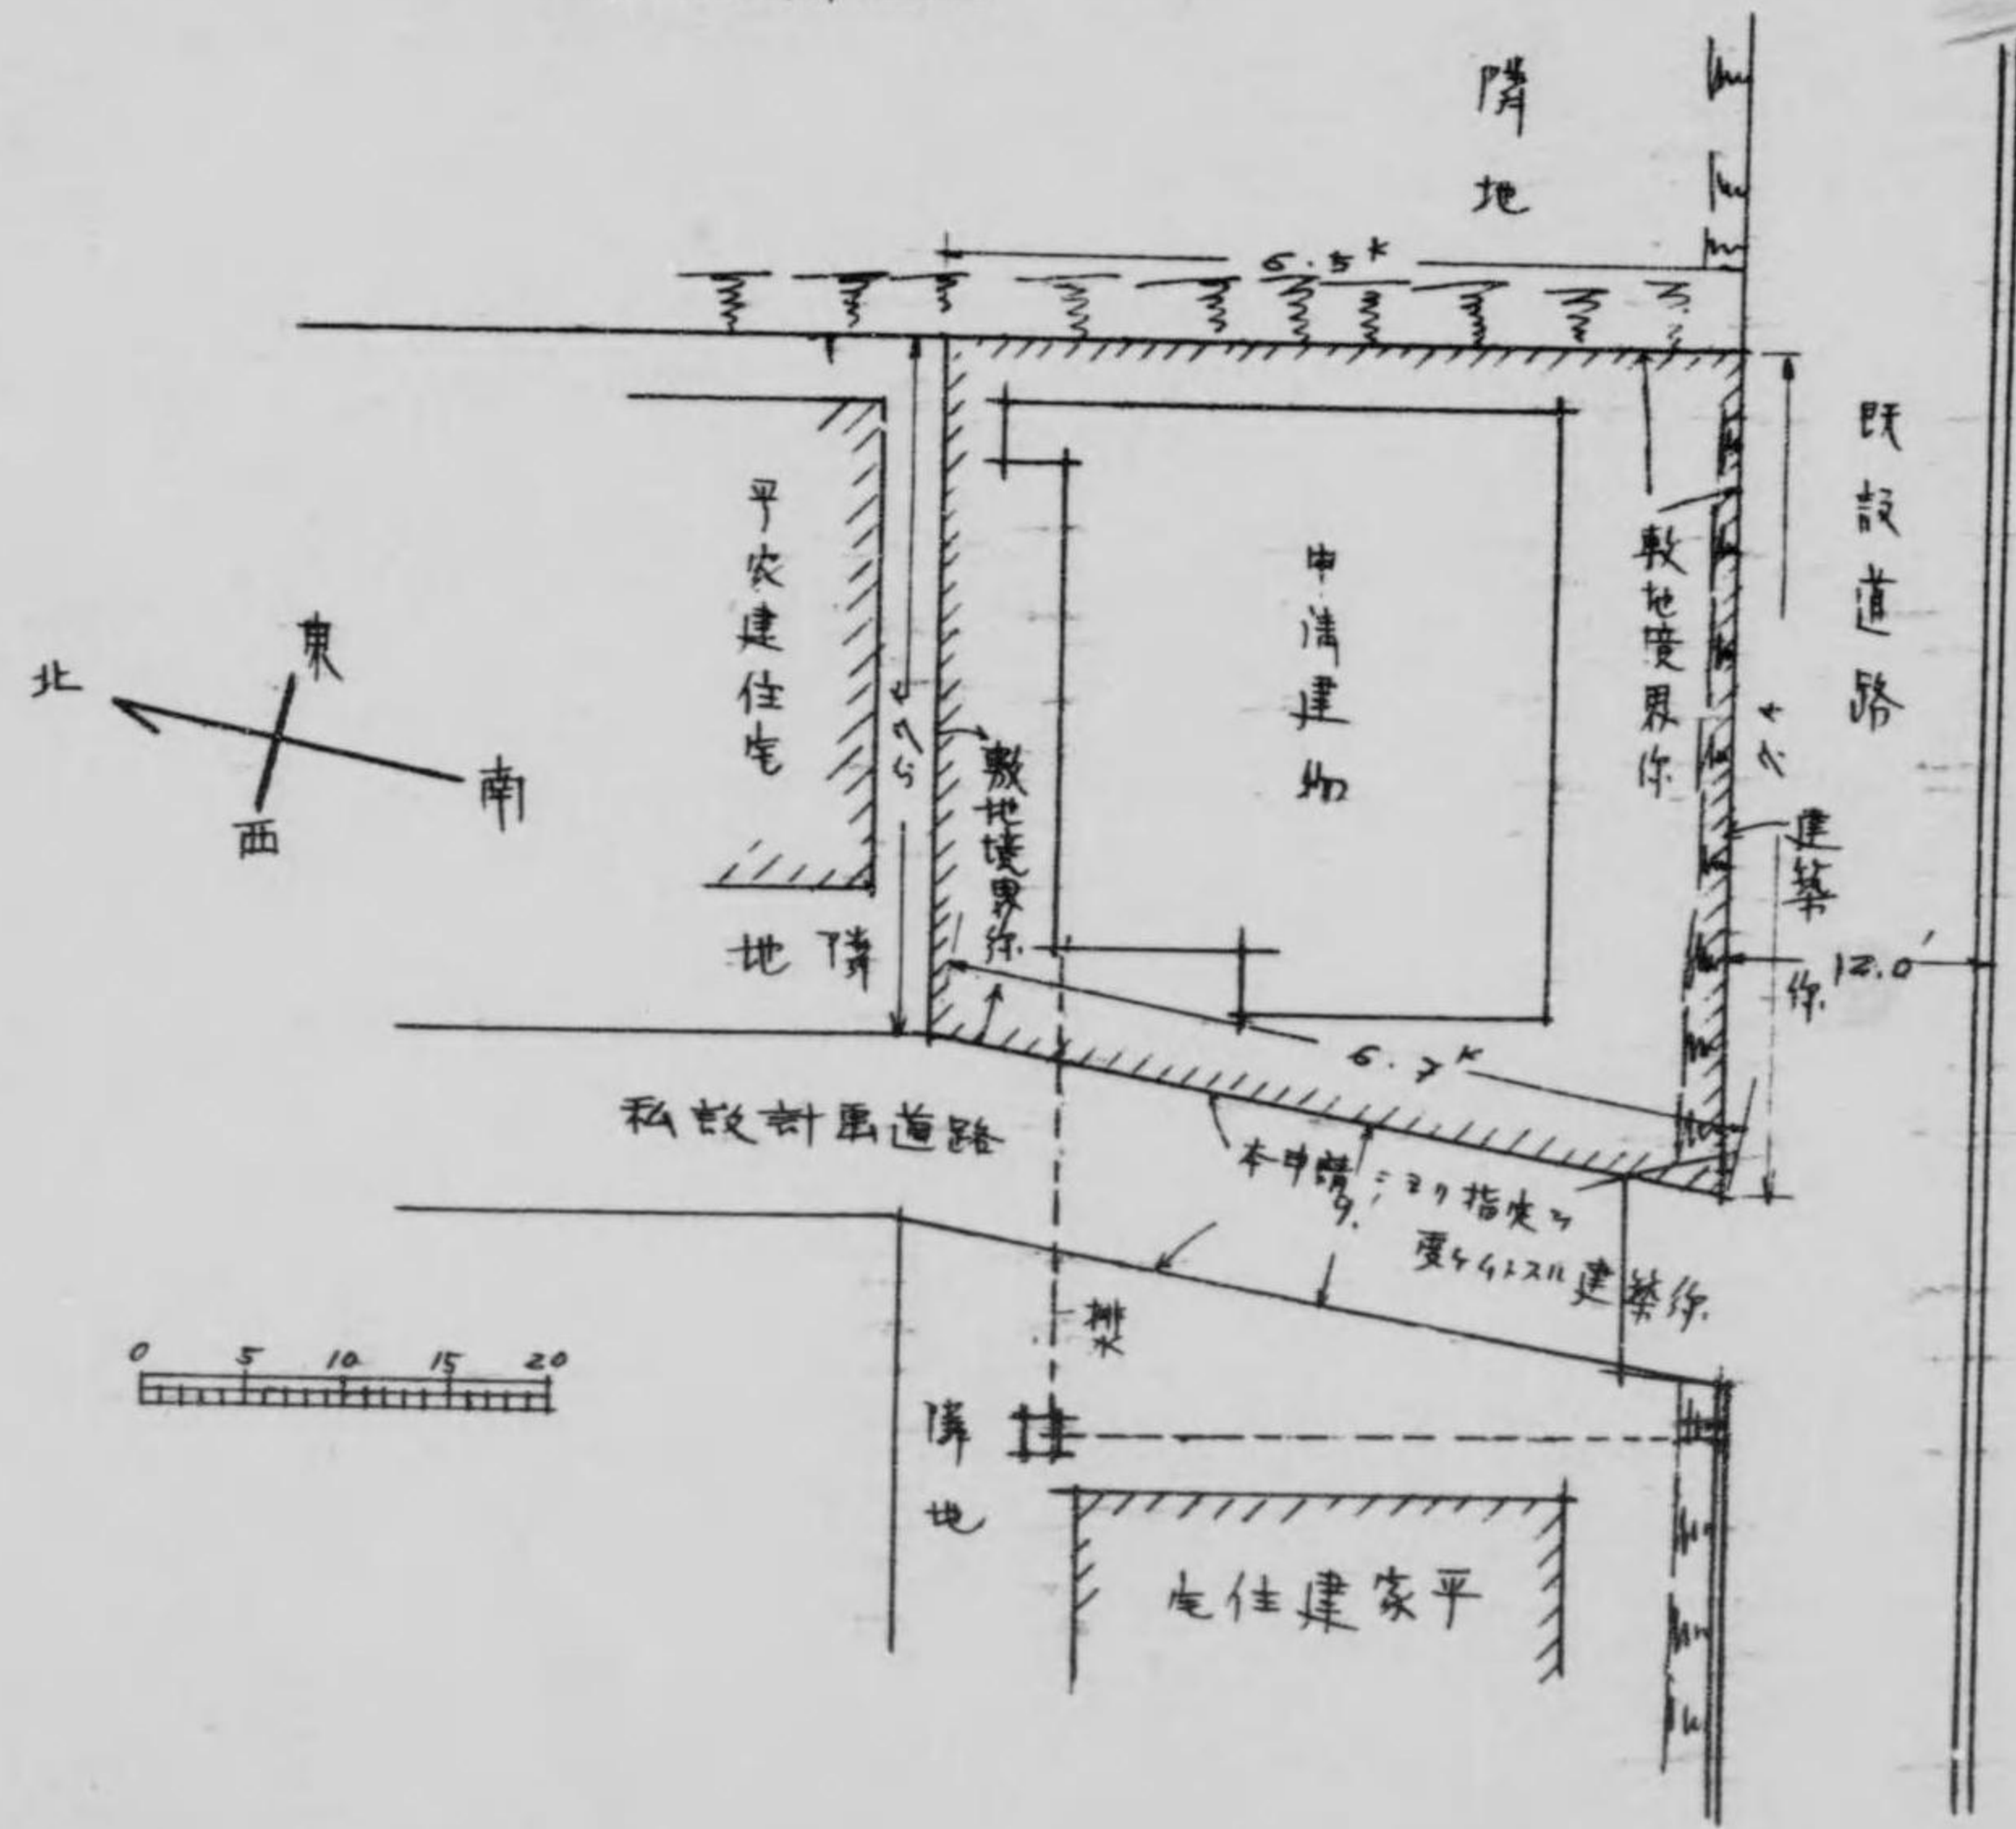 隣地
6.5ᴷ
既設道路
敷地境界線
申請建物
平家建住宅
敷地境界線
東
北
南
西
建築線
12.0'
隣地
6.7ᴷ
私設計画道路
本申請ニヨリ指定ヲ
受ケントスル建築線
排水
0 5 10 15 20
隣地
平家建住宅